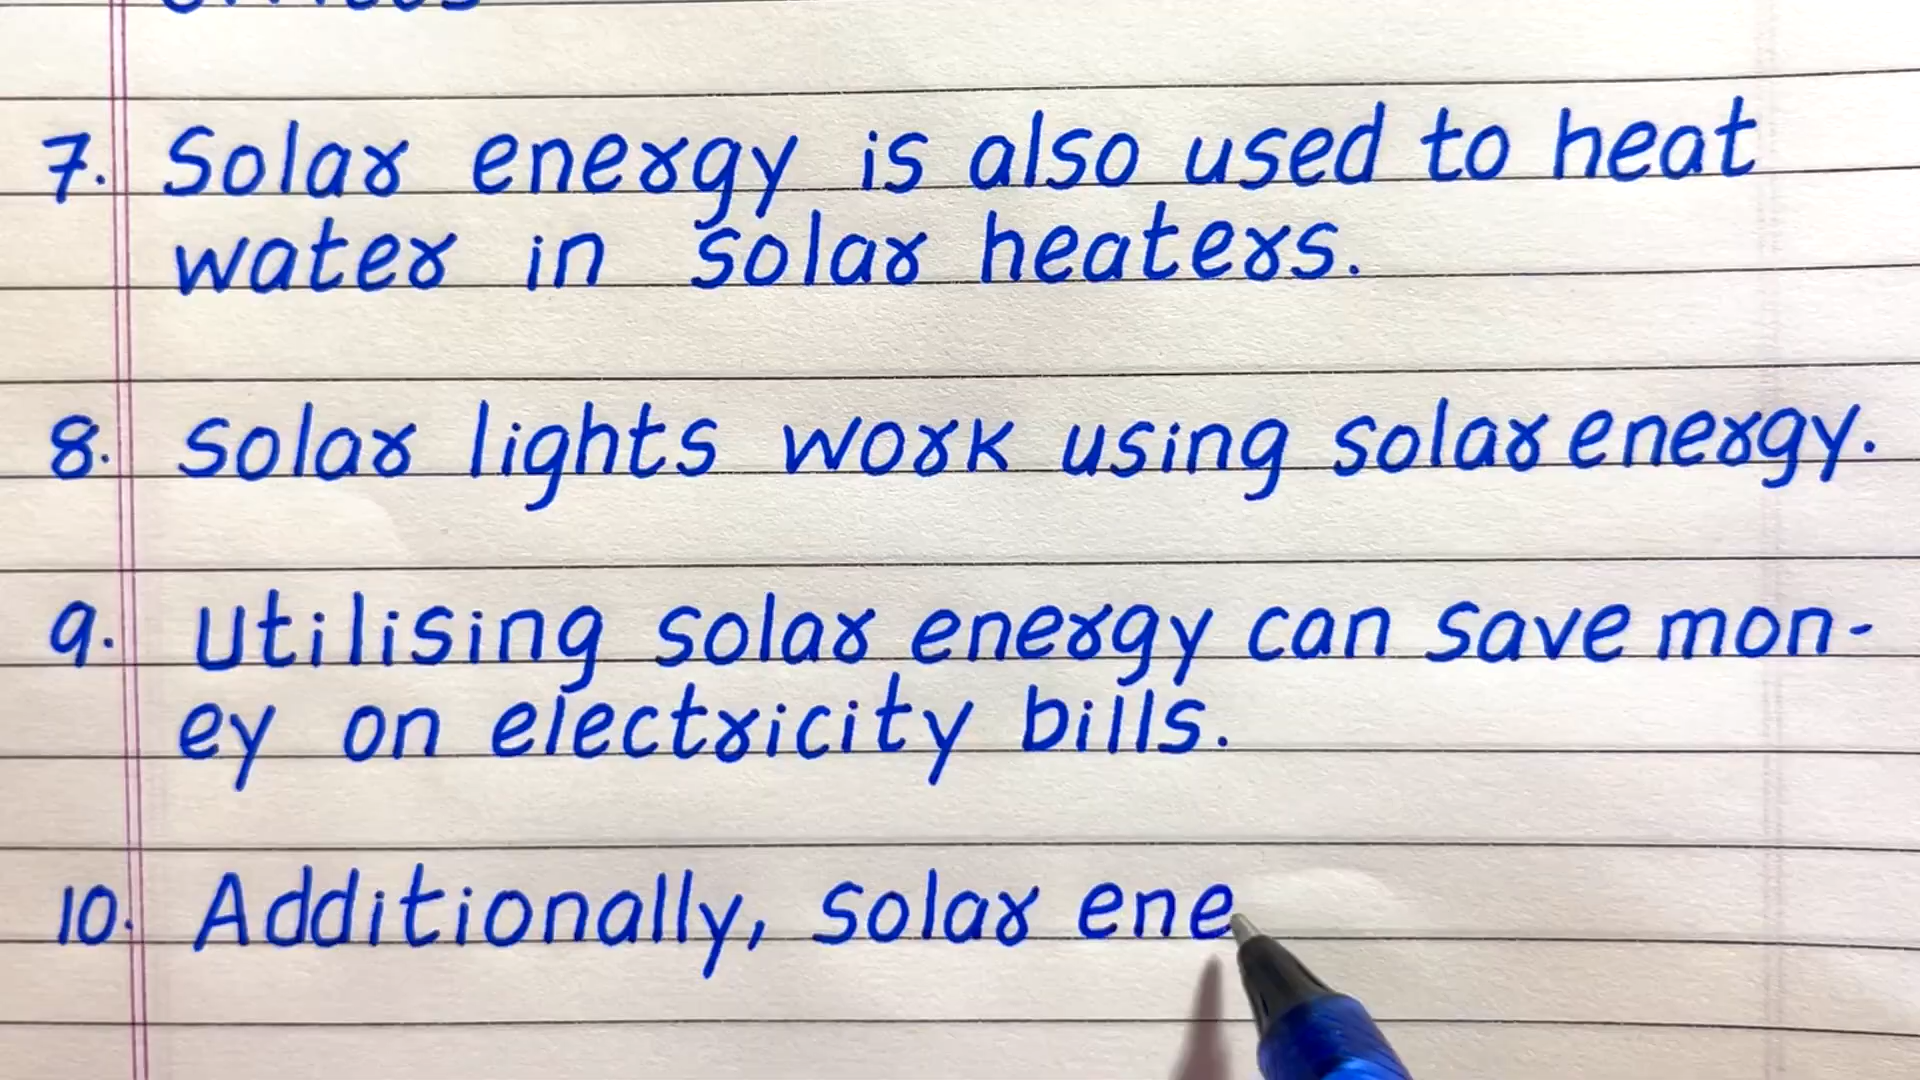 7. Solar energy is also used to heat
water in solar heaters.
8. Solar lights work using solar energy.
9. Utilising solar energy can save mon-
ey on electricity bills.
10. Additionally, solar ene